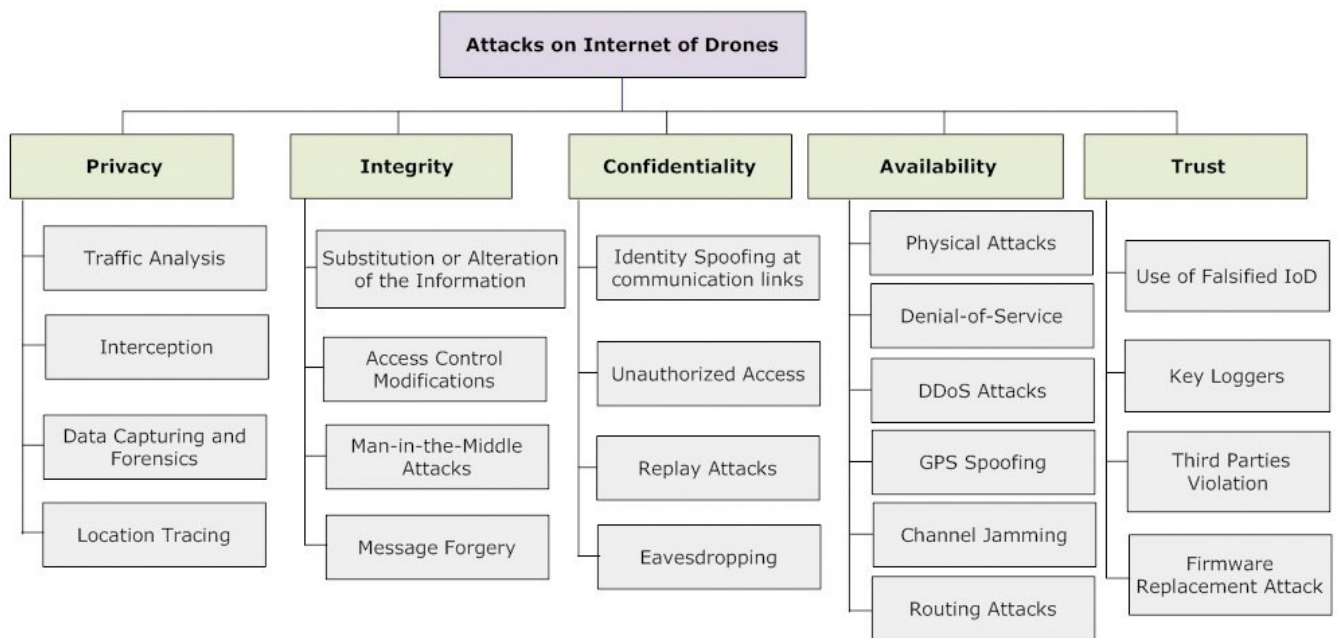 Attacks on Internet of Drones
Privacy
Traffic Analysis
Interception
Data Capturing and
Forensics
Location Tracing
Integrity
Substitution or Alteration
of the Information
Access Control
Modifications
Man-in-the-Middle
Attacks
Message Forgery
Confidentiality
Identity Spoofing at
communication links
Unauthorized Access
Replay Attacks
Eavesdropping
Availability
Physical Attacks
Denial-of-Service
DDoS Attacks
GPS Spoofing
Channel Jamming
Routing Attacks
Trust
Use of Falsified IoD
Key Loggers
Third Parties
Violation
Firmware
Replacement Attack